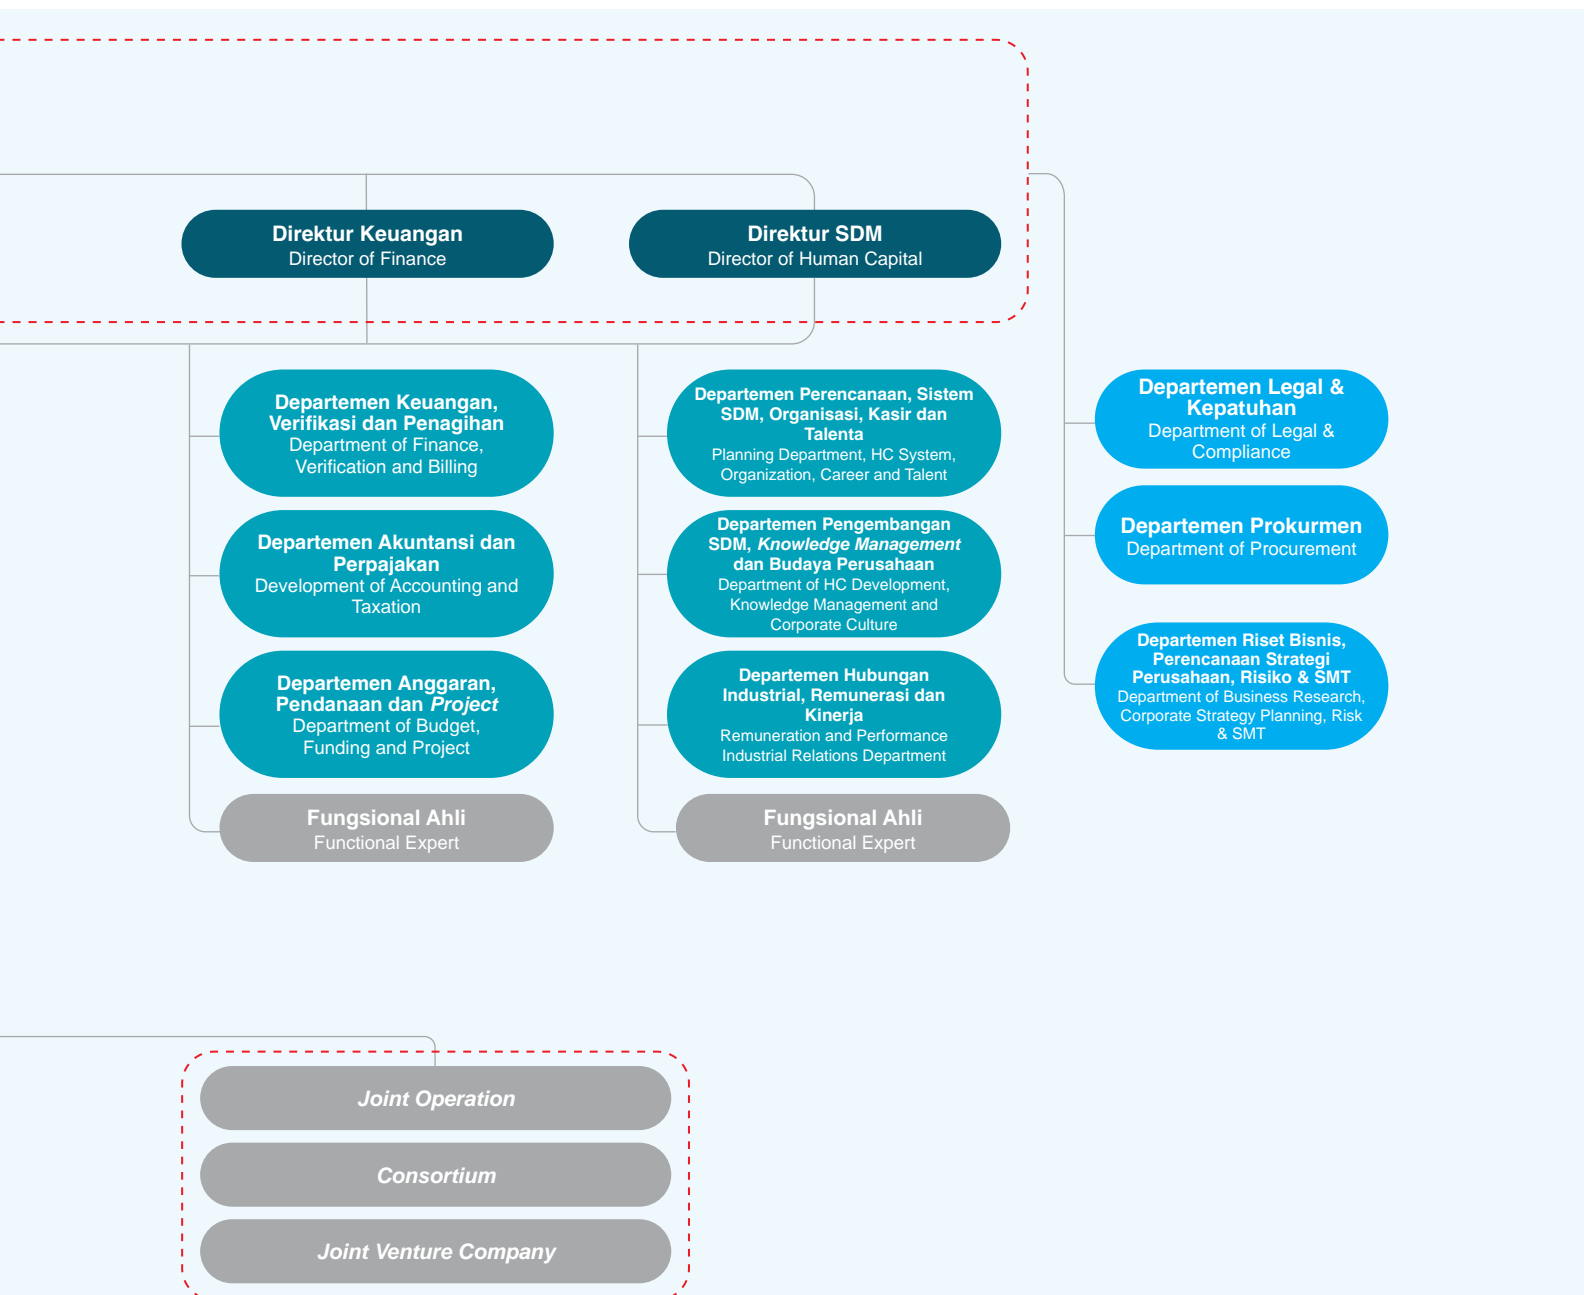 Direktur Keuangan
Director of Finance
Direktur SDM
Director of Human Capital
Departemen Keuangan,
Verifikasi dan Penagihan
Department of Finance,
Verification and Billing
Departemen Akuntansi dan
Perpajakan
Development of Accounting and
Taxation
Departemen Anggaran,
Pendanaan dan Project
Department of Budget,
Funding and Project
Fungsional Ahli
Functional Expert
Departemen Perencanaan, Sistem
SDM, Organisasi, Kasir dan
Talenta
Planning Department, HC System,
Organization, Career and Talent
Departemen Pengembangan
SDM, Knowledge Management
dan Budaya Perusahaan
Department of HC Development,
Knowledge Management and
Corporate Culture
Departemen Hubungan
Industrial, Remunerasi dan
Kinerja
Remuneration and Performance
Industrial Relations Department
Fungsional Ahli
Functional Expert
Departemen Legal &
Kepatuhan
Department of Legal &
Compliance
Departemen Prokurmen
Department of Procurement
Departemen Riset Bisnis,
Perencanaan Strategi
Perusahaan, Risiko & SMT
Department of Business Research,
Corporate Strategy Planning, Risk
& SMT
Joint Operation
Consortium
Joint Venture Company